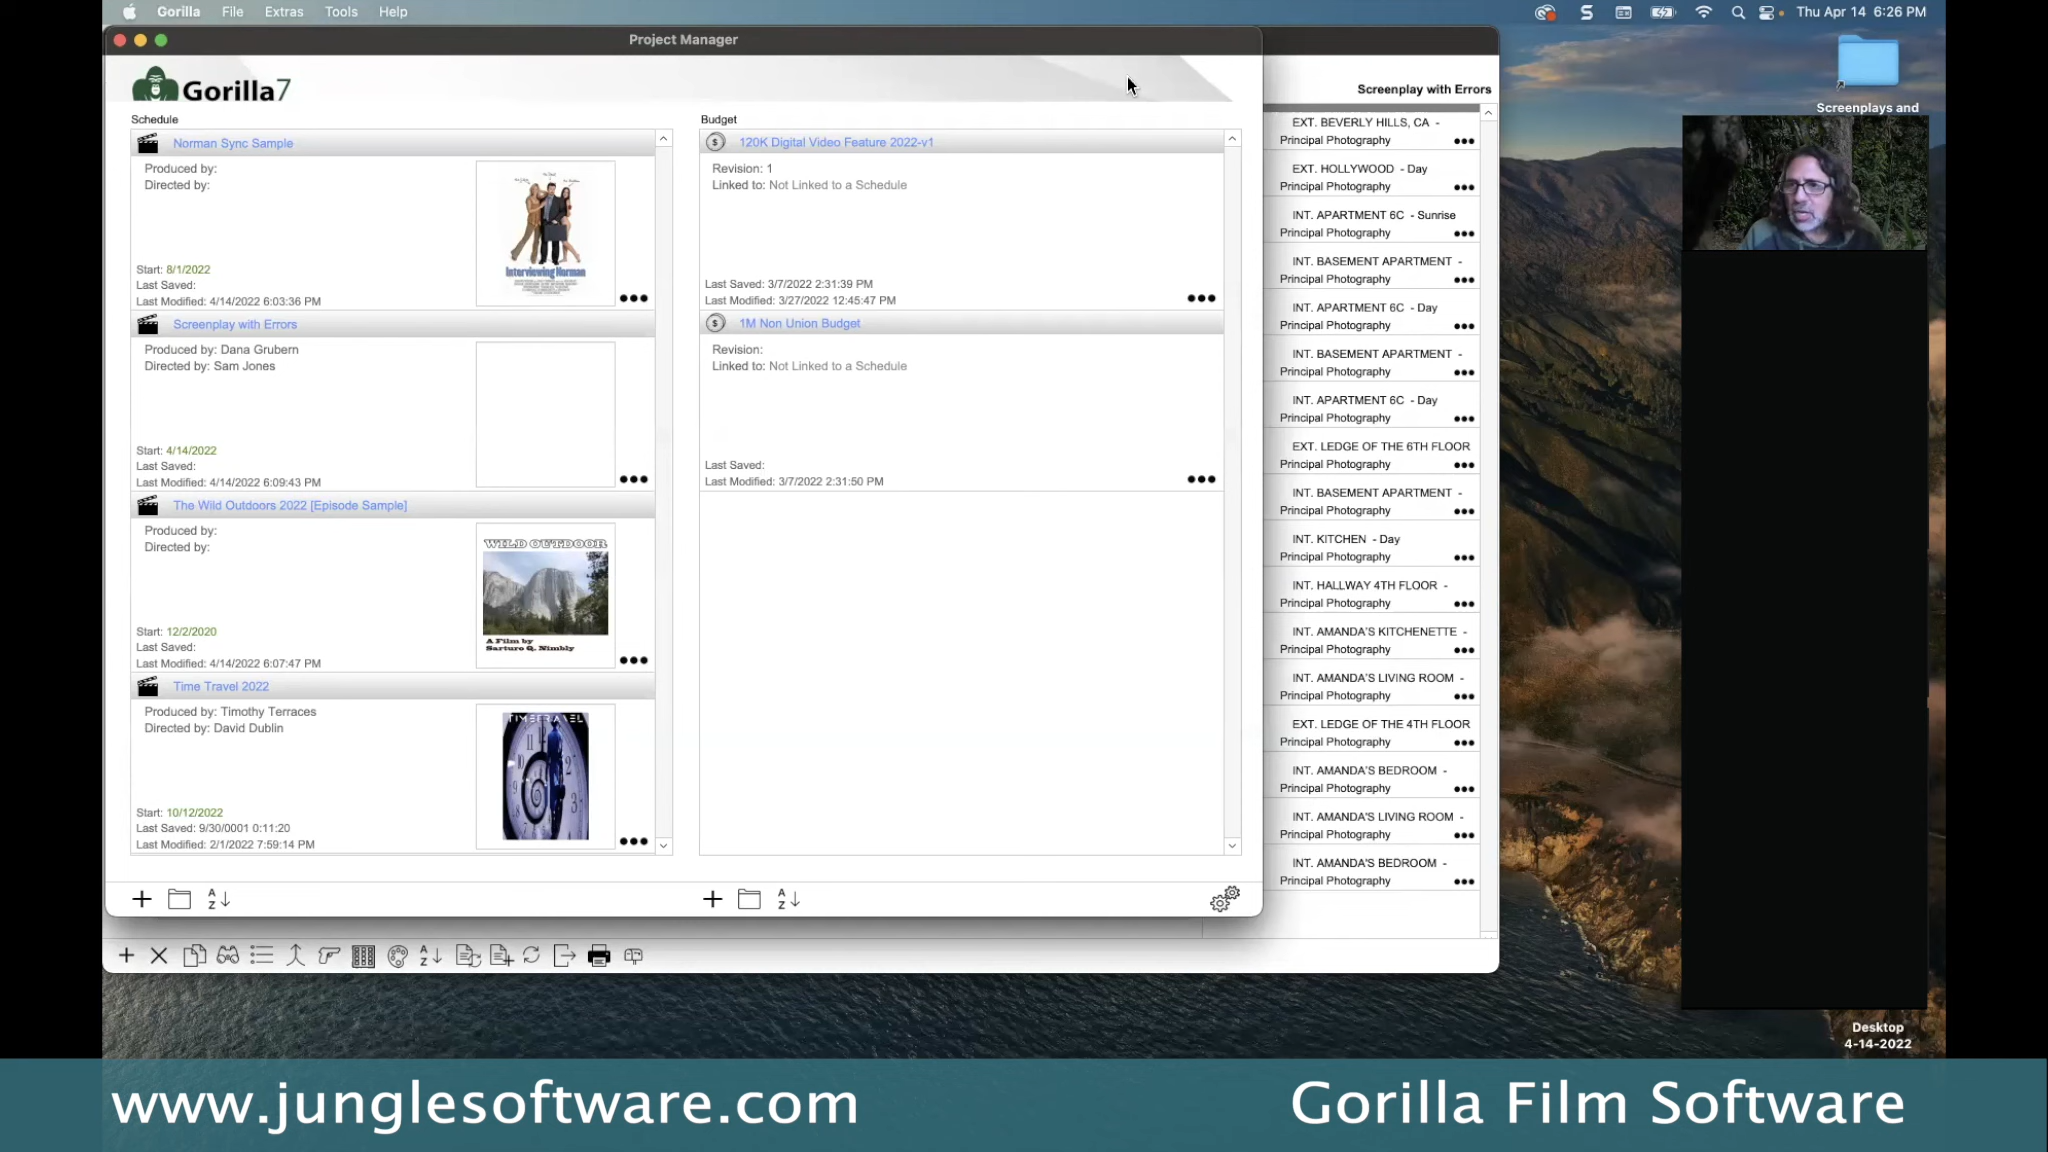 Gorilla File Extras Tools Help
Thu Apr 14 6:26 PM
Project Manager
Gorilla7
Schedule
Norman Sync Sample
Produced by:
Directed by:
Interviewing Norman
Start: 8/1/2022
Last Saved:
Last Modified: 4/14/2022 6:03:36 PM
Screenplay with Errors
Produced by: Dana Grubern
Directed by: Sam Jones
Start: 4/14/2022
Last Saved:
Last Modified: 4/14/2022 6:09:43 PM
The Wild Outdoors 2022 [Episode Sample]
Produced by:
Directed by:
WILD OUTDOOR
A Film by
Sarturo Q. Nimbly
Start: 12/2/2020
Last Saved:
Last Modified: 4/14/2022 6:07:47 PM
Time Travel 2022
Produced by: Timothy Terraces
Directed by: David Dublin
TIMETRAVEL
Start: 10/12/2022
Last Saved: 9/30/0001 0:11:20
Last Modified: 2/1/2022 7:59:14 PM
Budget
120K Digital Video Feature 2022-v1
Revision: 1
Linked to: Not Linked to a Schedule
Last Saved: 3/7/2022 2:31:39 PM
Last Modified: 3/27/2022 12:45:47 PM
1M Non Union Budget
Revision:
Linked to: Not Linked to a Schedule
Last Saved:
Last Modified: 3/7/2022 2:31:50 PM
A
Z
A
Z
Screenplay with Errors
EXT. BEVERLY HILLS, CA -
Principal Photography
EXT. HOLLYWOOD - Day
Principal Photography
INT. APARTMENT 6C - Sunrise
Principal Photography
INT. BASEMENT APARTMENT -
Principal Photography
INT. APARTMENT 6C - Day
Principal Photography
INT. BASEMENT APARTMENT -
Principal Photography
INT. APARTMENT 6C - Day
Principal Photography
EXT. LEDGE OF THE 6TH FLOOR
Principal Photography
INT. BASEMENT APARTMENT -
Principal Photography
INT. KITCHEN - Day
Principal Photography
INT. HALLWAY 4TH FLOOR -
Principal Photography
INT. AMANDA'S KITCHENETTE -
Principal Photography
INT. AMANDA'S LIVING ROOM -
Principal Photography
EXT. LEDGE OF THE 4TH FLOOR
Principal Photography
INT. AMANDA'S BEDROOM -
Principal Photography
INT. AMANDA'S LIVING ROOM -
Principal Photography
INT. AMANDA'S BEDROOM -
Principal Photography
A
Z
Screenplays and
Desktop
4-14-2022
www.junglesoftware.com
Gorilla Film Software